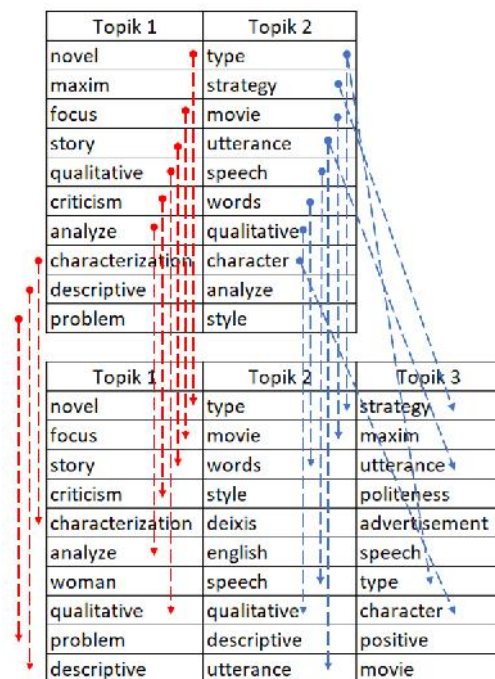 Topik 1 Topik 2
novel type
maxim strategy
focus movie
story utterance
qualitative speech
criticism words
analyze qualitative
characterization character
descriptive analyze
problem style
Topik 1 Topik 2 Topik 3
novel type strategy
focus movie maxim
story words utterance
criticism style politeness
characterization deixis advertisement
analyze english speech
woman speech type
qualitative qualitative character
problem descriptive positive
descriptive utterance movie